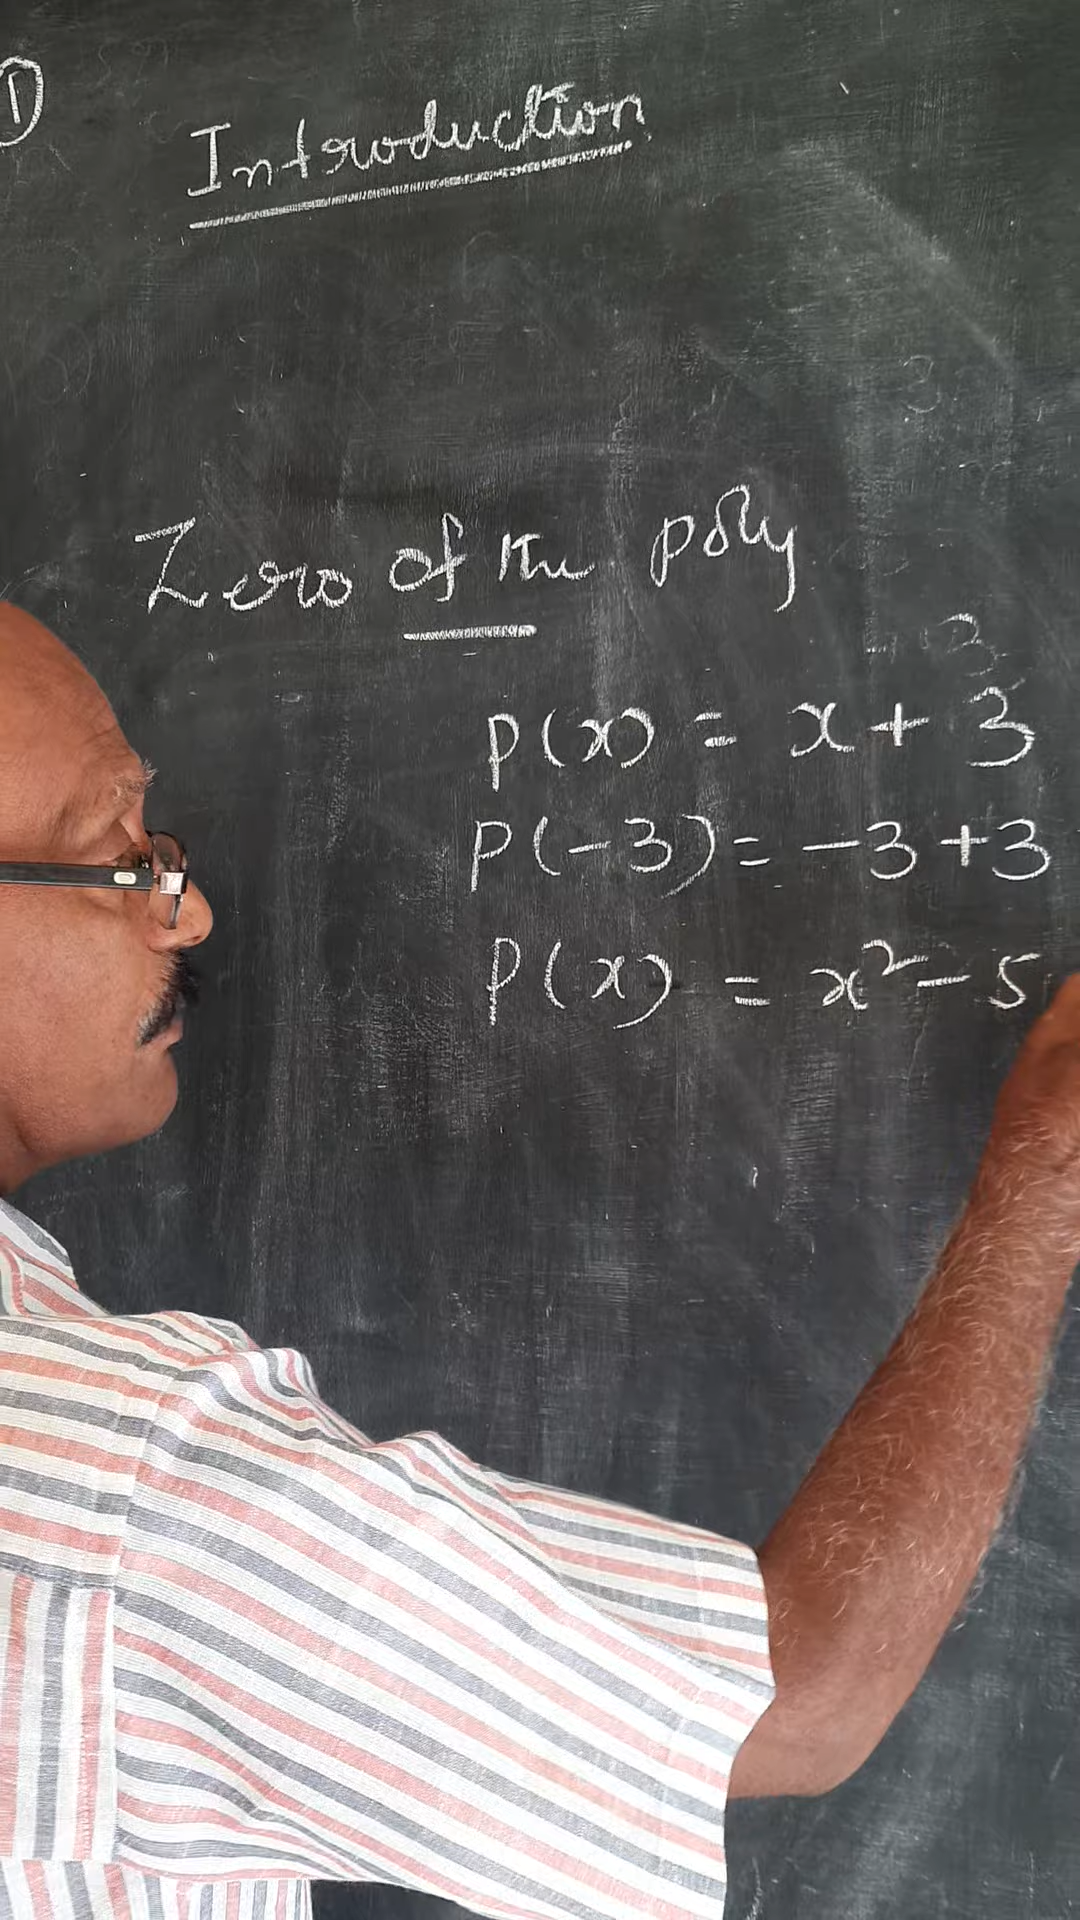 ①
Introduction
Zero of the poly
p(x) = x + 3
P(-3) = -3 + 3
P(x) = x² - 5